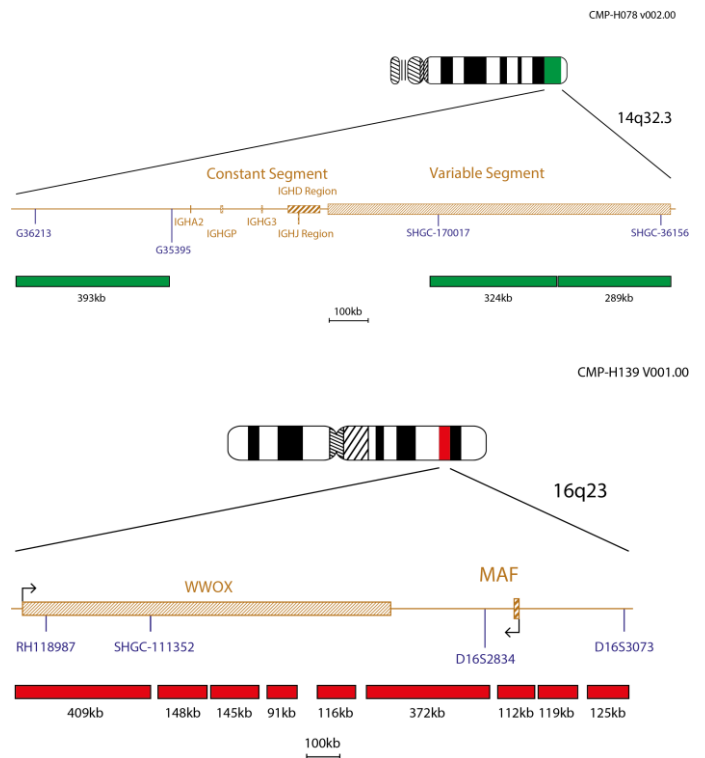 CMP-H078 v002.00
14q32.3
Constant Segment
Variable Segment
IGHD Region
G36213
G35395
IGHA2
IGHGP
IGHG3
IGHJ Region
SHGC-170017
SHGC-36156
393kb
324kb
289kb
100kb
CMP-H139 V001.00
16q23
WWOX
MAF
RH118987
SHGC-111352
D16S2834
D16S3073
409kb
148kb
145kb
91kb
116kb
372kb
112kb
119kb
125kb
100kb